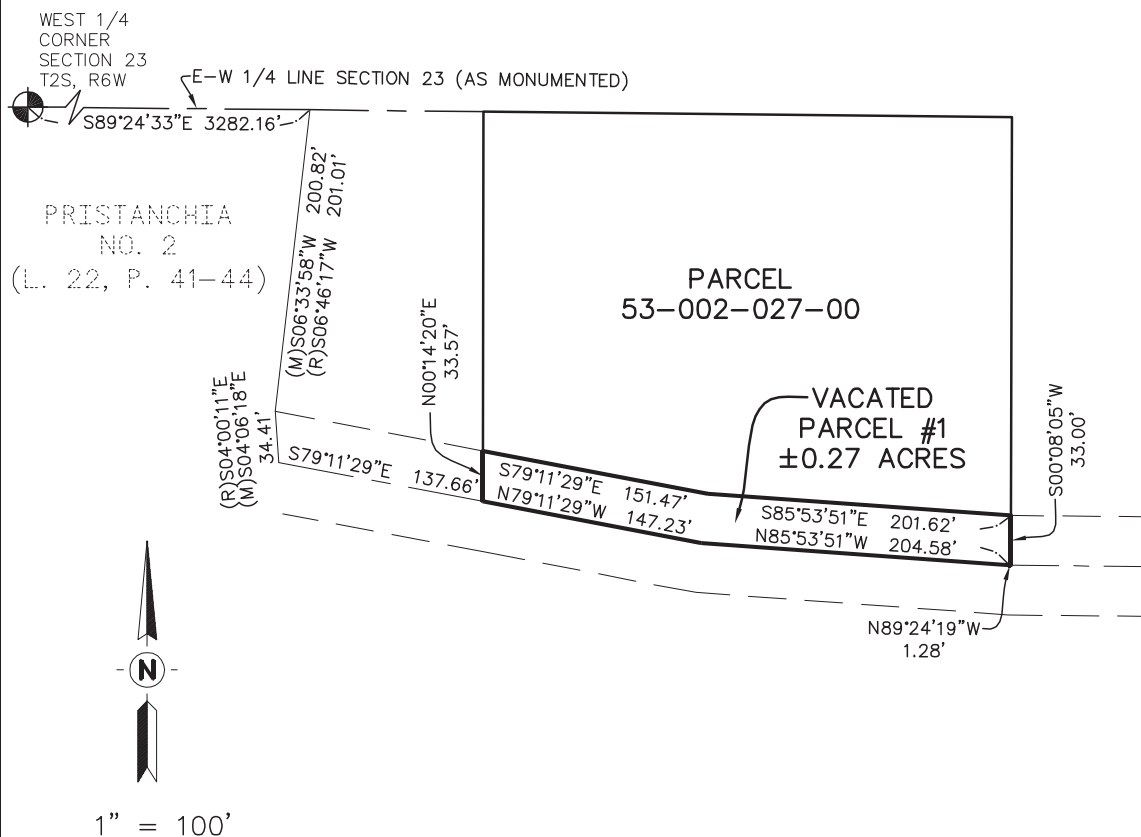 WEST 1/4
CORNER
SECTION 23
T2S, R6W
E-W 1/4 LINE SECTION 23 (AS MONUMENTED)
S89°24'33"E 3282.16'
PRISTANCHIA
NO. 2
(L. 22, P. 41-44)
(M)S06°33'58"W 200.82'
(R)S06°46'17"W 201.01'
PARCEL
53-002-027-00
N00°14'20"E
33.57'
(R)S04°00'11"E
(M)S04°06'18"E
34.41'
VACATED
PARCEL #1
±0.27 ACRES
S00°08'05"W
33.00'
S79°11'29"E 137.66'
S79°11'29"E 151.47'
N79°11'29"W 147.23'
S85°53'51"E 201.62'
N85°53'51"W 204.58'
N89°24'19"W
1.28'
N
1" = 100'